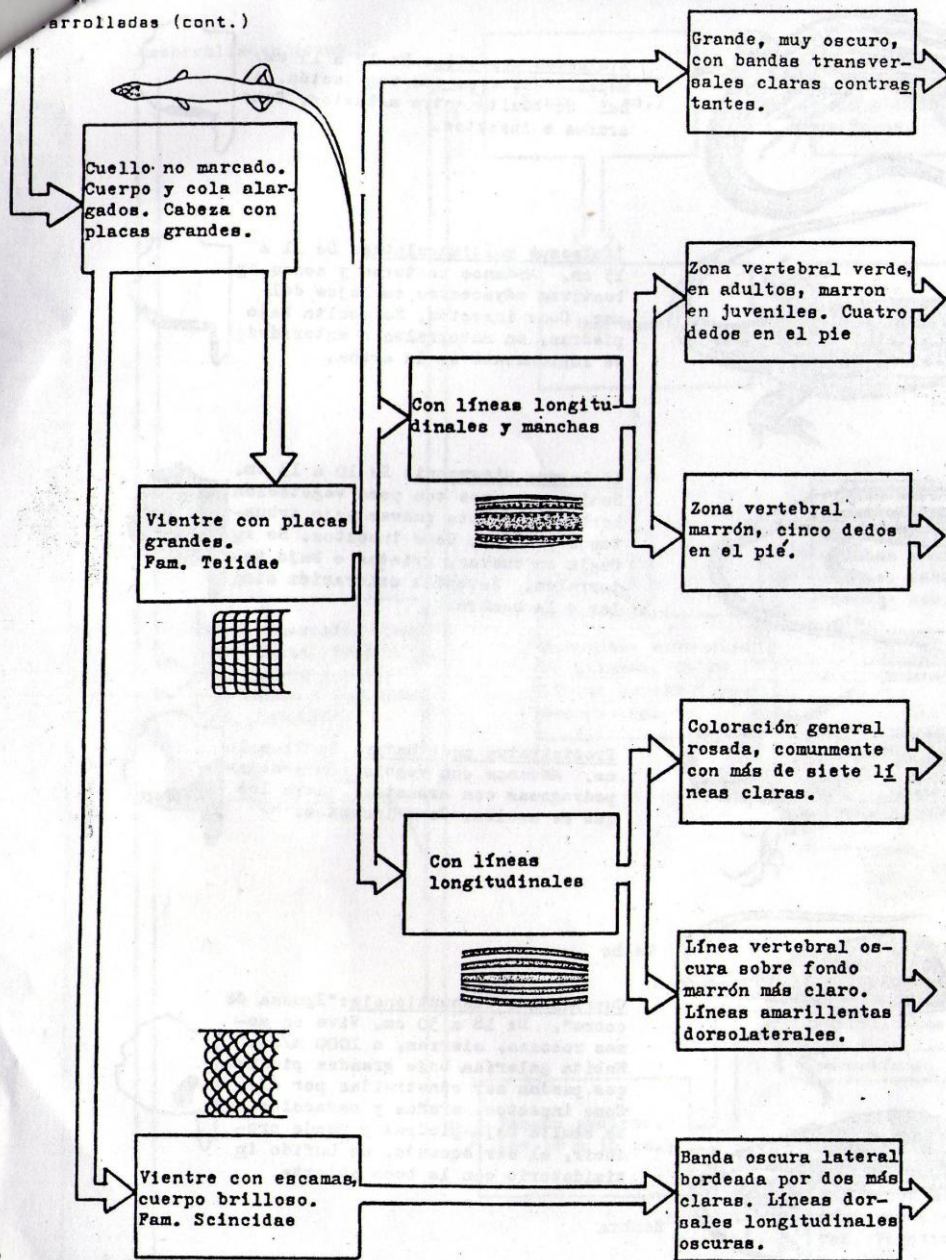 arrolladas (cont.)
Cuello no marcado.
Cuerpo y cola alar-
gados. Cabeza con
placas grandes.
Vientre con placas
grandes.
Fam. Teiidae
Vientre con escamas,
cuerpo brilloso.
Fam. Scincidae
Con líneas longitu-
dinales y manchas
Con líneas
longitudinales
Grande, muy oscuro,
con bandas transver-
sales claras contras
tantes.
Zona vertebral verde,
en adultos, marron
en juveniles. Cuatro
dedos en el pie
Zona vertebral
marrón, cinco dedos
en el pie.
Coloración general
rosada, comunmente
con más de siete lí
neas claras.
Línea vertebral os-
cura sobre fondo
marrón más claro.
Líneas amarillentas
dorsolaterales.
Banda oscura lateral
bordeada por dos más
claras. Líneas dor-
sales longitudinales
oscuras.